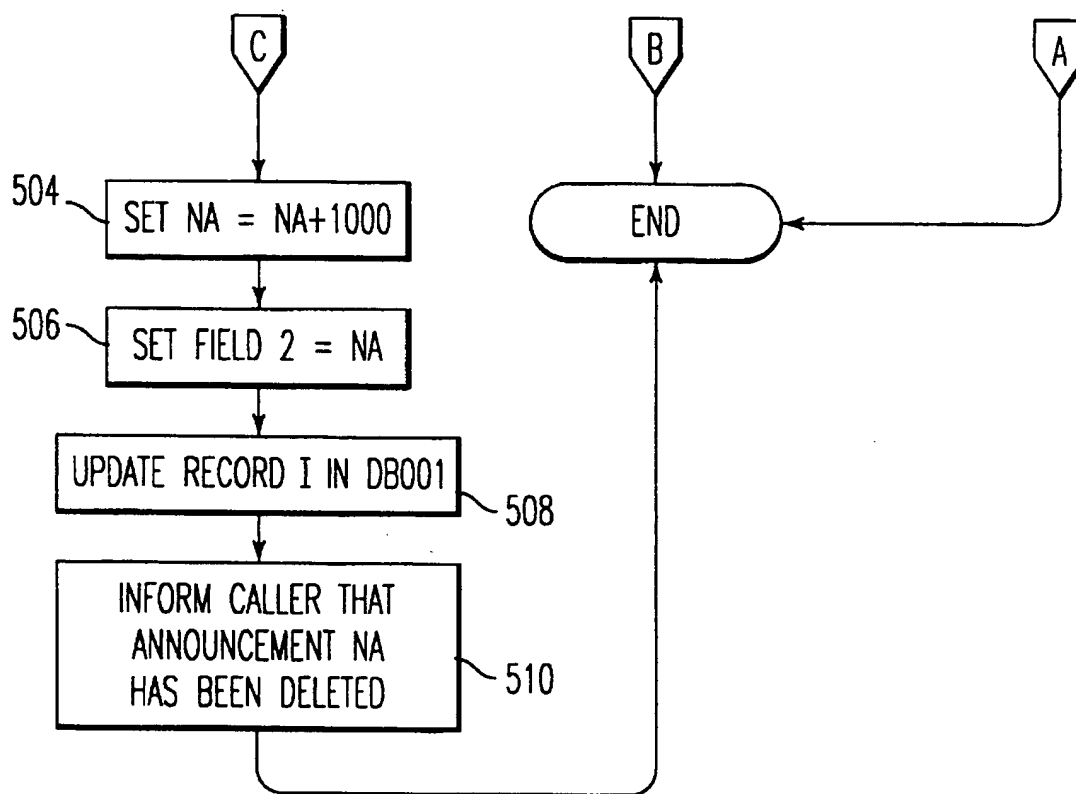 C
B
A
504
SET NA = NA+1000
END
506
SET FIELD 2 = NA
UPDATE RECORD I IN DB001
508
INFORM CALLER THAT
ANNOUNCEMENT NA
HAS BEEN DELETED
510